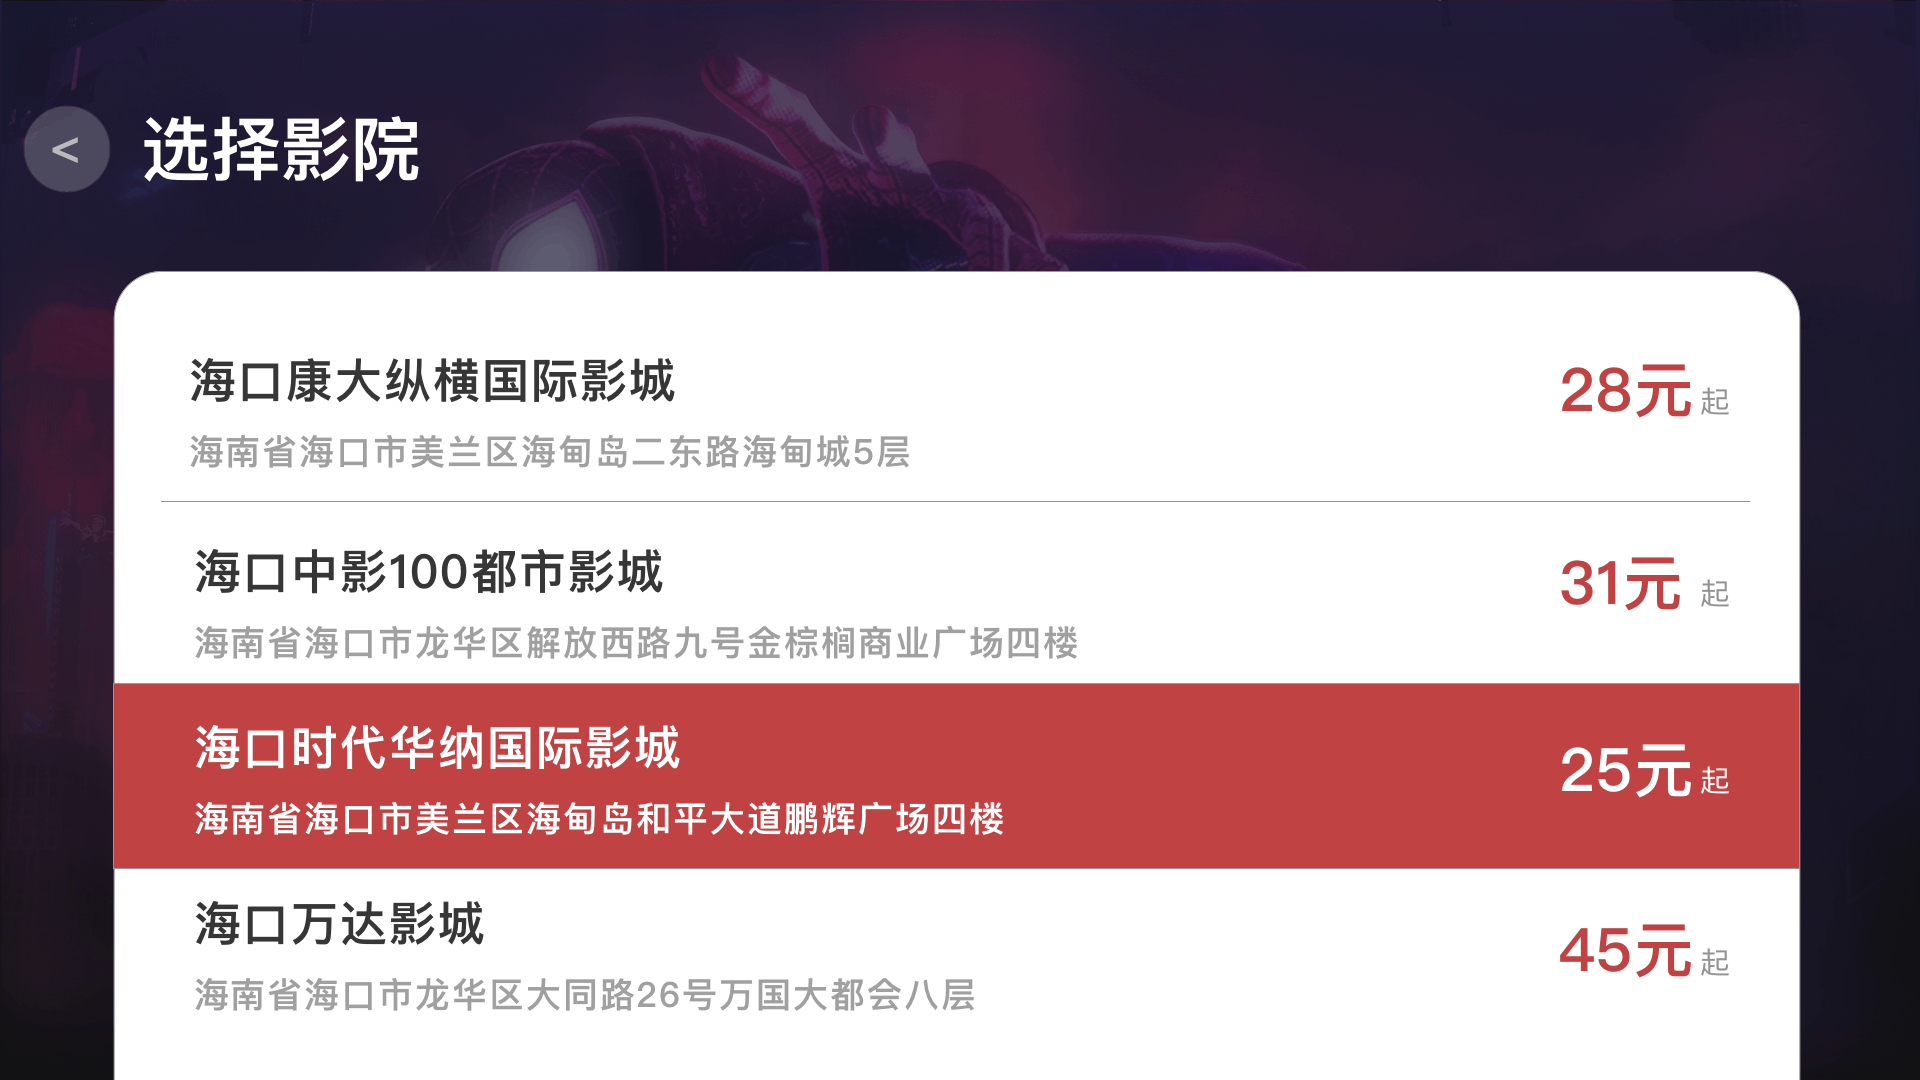 <
选择影院
海口康大纵横国际影城
28元起
海南省海口市美兰区海甸岛二东路海甸城5层
海口中影100都市影城
31元 起
海南省海口市龙华区解放西路九号金棕榈商业广场四楼
海口时代华纳国际影城
25元起
海南省海口市美兰区海甸岛和平大道鹏辉广场四楼
海口万达影城
45元起
海南省海口市龙华区大同路26号万国大都会八层